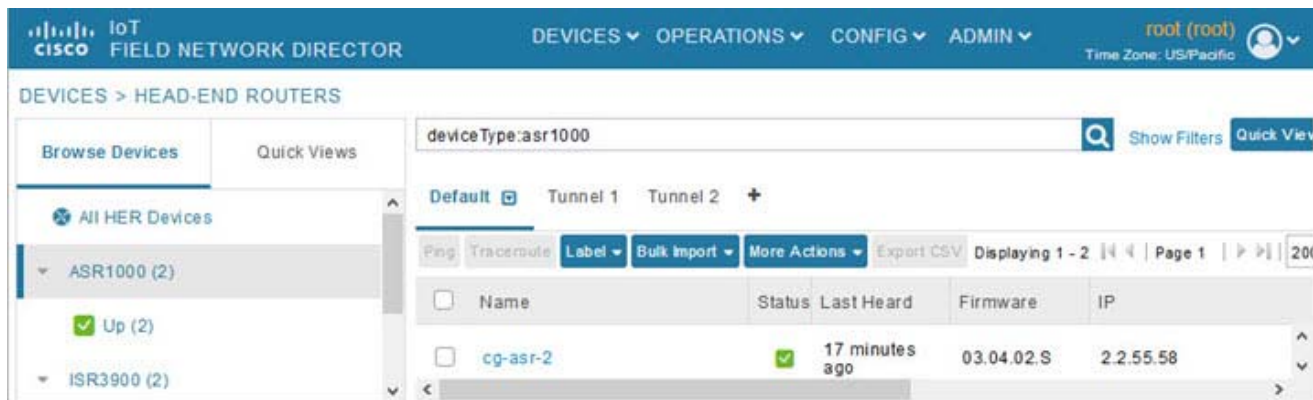 IoT
CISCO FIELD NETWORK DIRECTOR
DEVICES OPERATIONS CONFIG ADMIN
root (root)
Time Zone: US/Pacific
DEVICES > HEAD-END ROUTERS
Browse Devices
Quick Views
All HER Devices
ASR1000 (2)
Up (2)
ISR3900 (2)
deviceType:asr1000
Show Filters
Quick View
Default Tunnel 1 Tunnel 2 +
Ping Traceroute Label Bulk Import More Actions Export CSV Displaying 1 - 2 Page 1 200
Name Status Last Heard Firmware IP
cg-asr-2 17 minutes ago 03.04.02.S 2.2.55.58